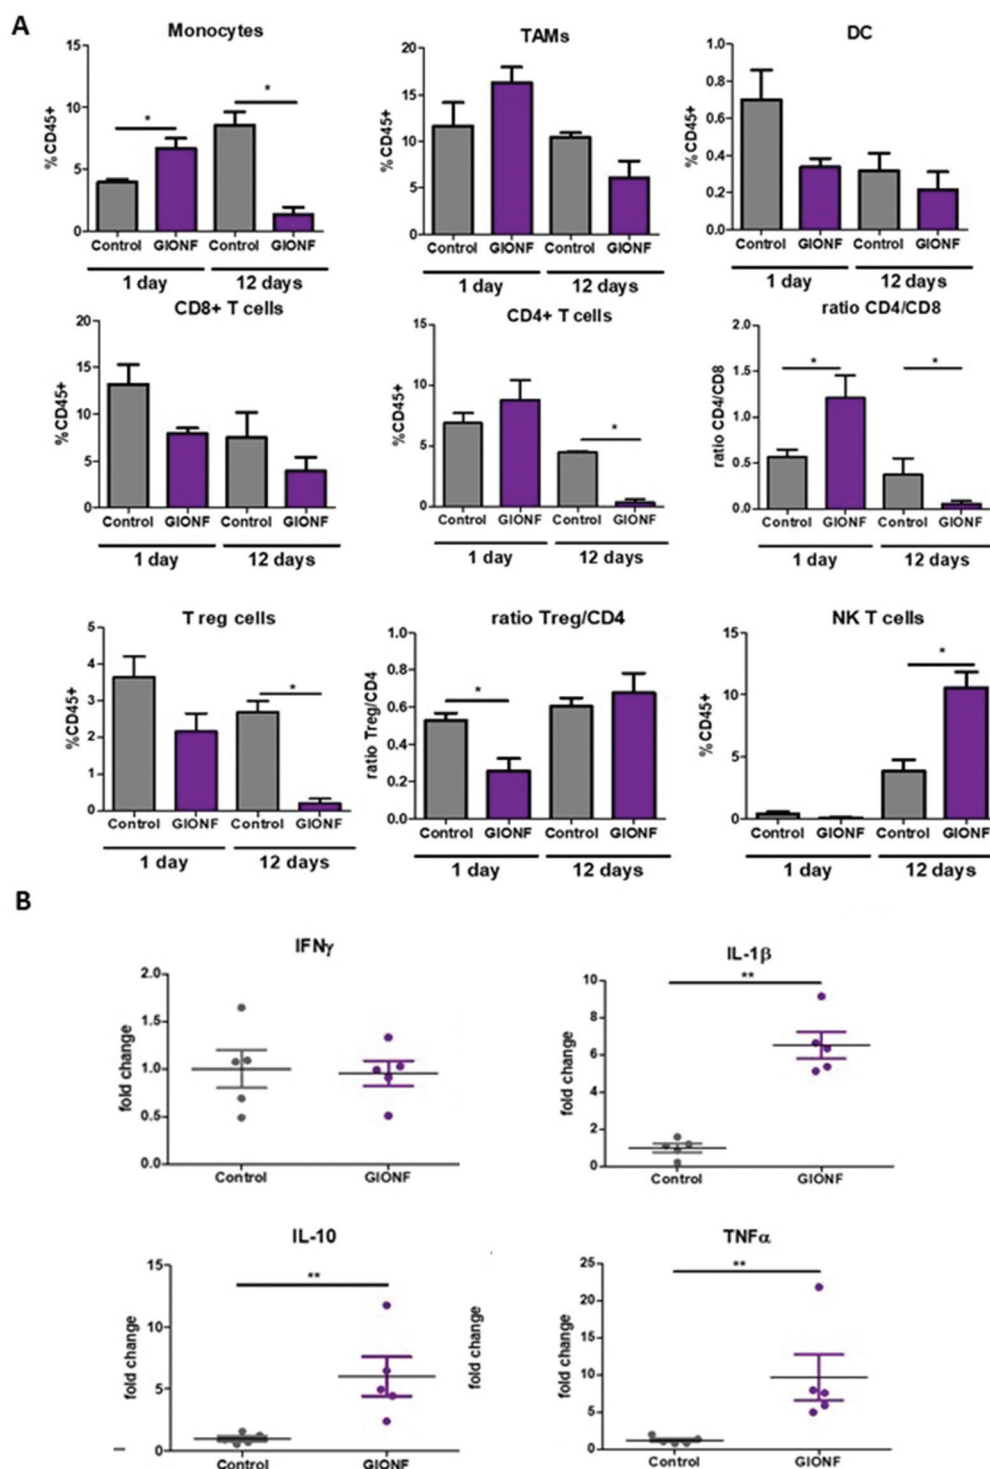 A
Monocytes
%CD45+
15
10
5
0
*
*
Control GIONF Control GIONF
1 day 12 days
TAMs
%CD45+
20
15
10
5
0
Control GIONF Control GIONF
1 day 12 days
DC
%CD45+
1.0
0.8
0.6
0.4
0.2
0.0
Control GIONF Control GIONF
1 day 12 days
CD8+ T cells
%CD45+
20
15
10
5
0
Control GIONF Control GIONF
1 day 12 days
CD4+ T cells
%CD45+
15
10
5
0
*
Control GIONF Control GIONF
1 day 12 days
ratio CD4/CD8
ratio CD4/CD8
2.0
1.5
1.0
0.5
0.0
*
*
Control GIONF Control GIONF
1 day 12 days
T reg cells
%CD45+
5
4
3
2
1
0
*
Control GIONF Control GIONF
1 day 12 days
ratio Treg/CD4
ratio Treg/CD4
1.0
0.8
0.6
0.4
0.2
0.0
*
Control GIONF Control GIONF
1 day 12 days
NK T cells
%CD45+
15
10
5
0
*
Control GIONF Control GIONF
1 day 12 days
B
IFNγ
fold change
2.0
1.5
1.0
0.5
0.0
Control GIONF
IL-1β
fold change
10
8
6
4
2
0
**
Control GIONF
IL-10
fold change
15
10
5
0
**
Control GIONF
fold change
TNFα
fold change
25
20
15
10
5
0
**
Control GIONF